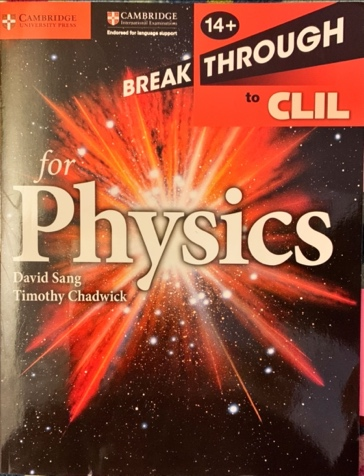 CAMBRIDGE
UNIVERSITY PRESS
CAMBRIDGE
International Examinations
Endorsed for language support
14+
BREAK THROUGH
to CLIL
for
Physics
David Sang
Timothy Chadwick